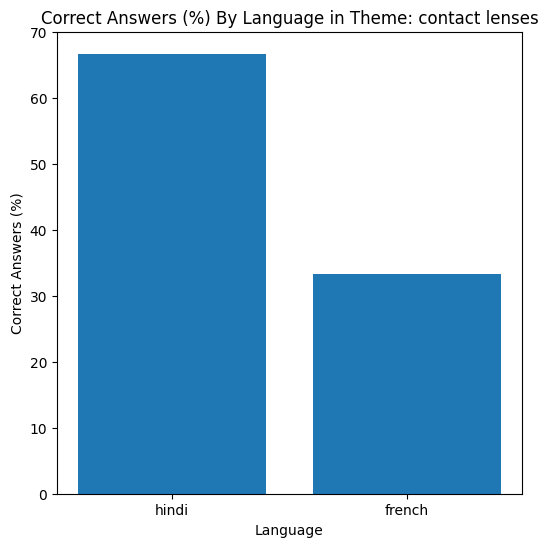 Correct Answers (%) By Language in Theme: contact lenses
70
60
50
40
30
20
10
0
Correct Answers (%)
hindi french
Language